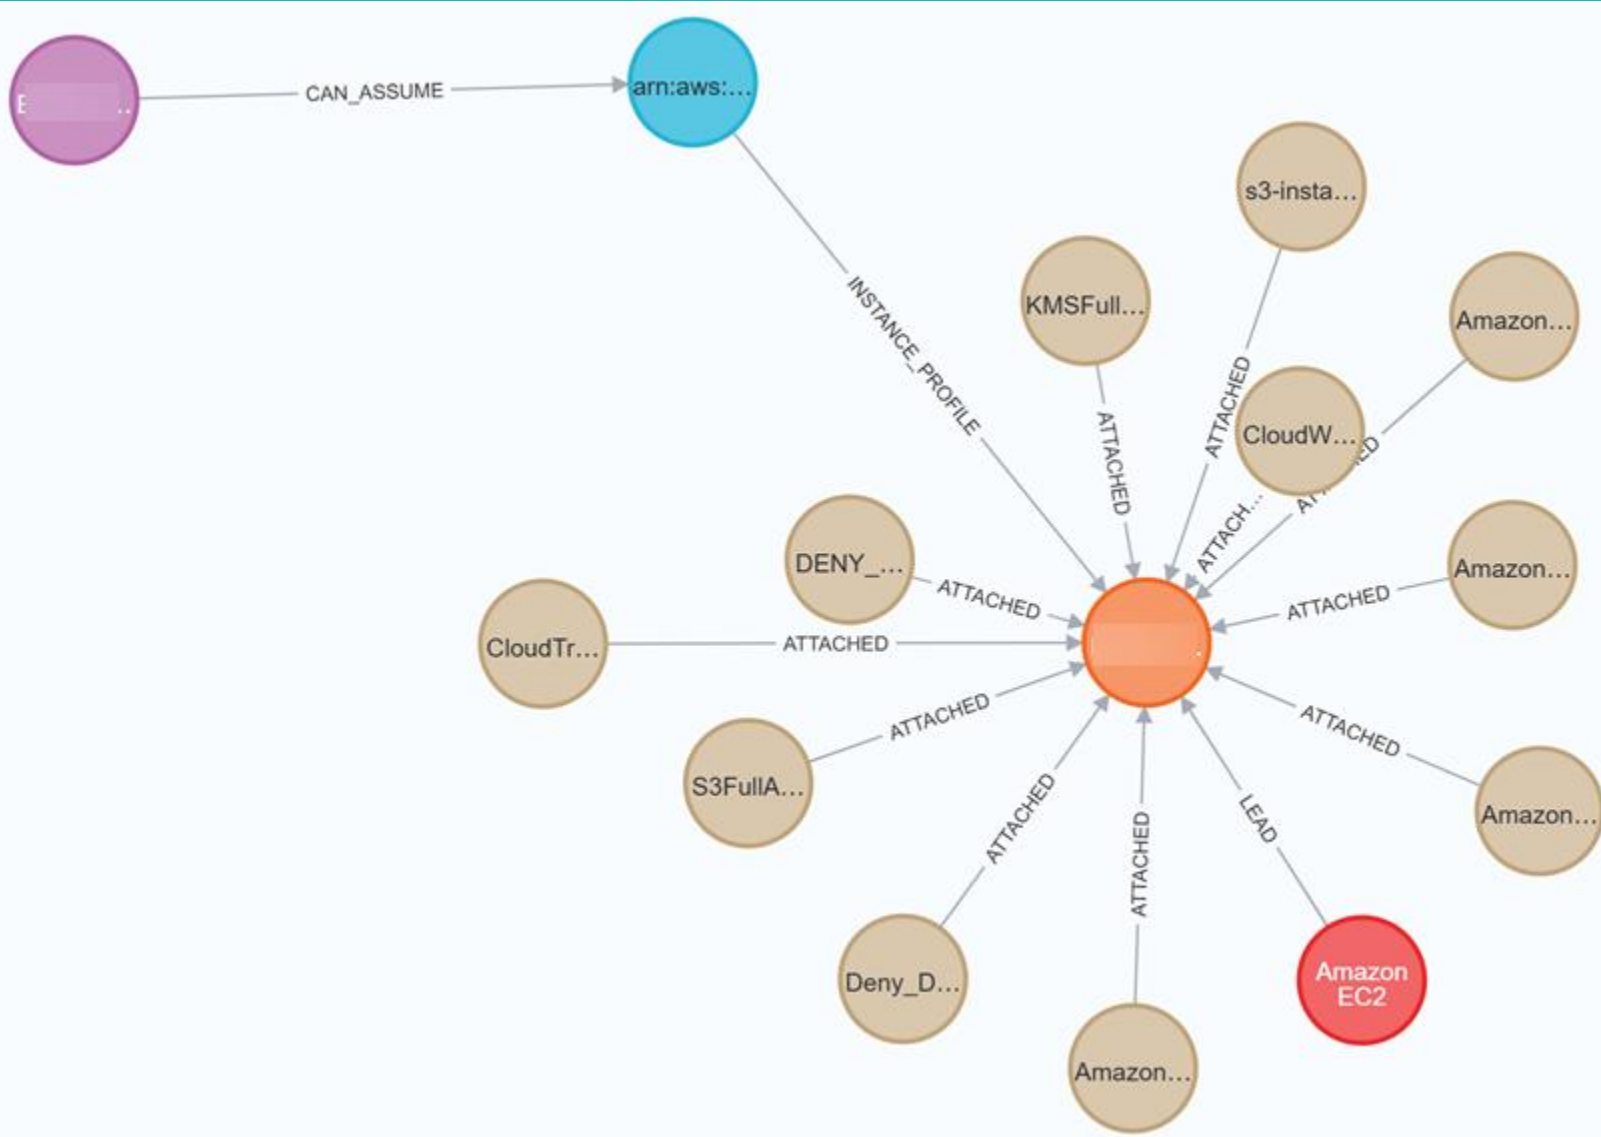 CAN_ASSUME
arn:aws:...
s3-insta...
KMSFull...
Amazon...
INSTANCE_PROFILE
ATTACHED
ATTACHED
CloudW...
ATTACH...
DENY_...
ATTACHED
Amazon...
ATTACHED
CloudTr...
ATTACHED
ATTACHED
S3FullA...
ATTACHED
Amazon...
ATTACHED
ATTACHED
LEAD
Deny_D...
Amazon
EC2
Amazon...